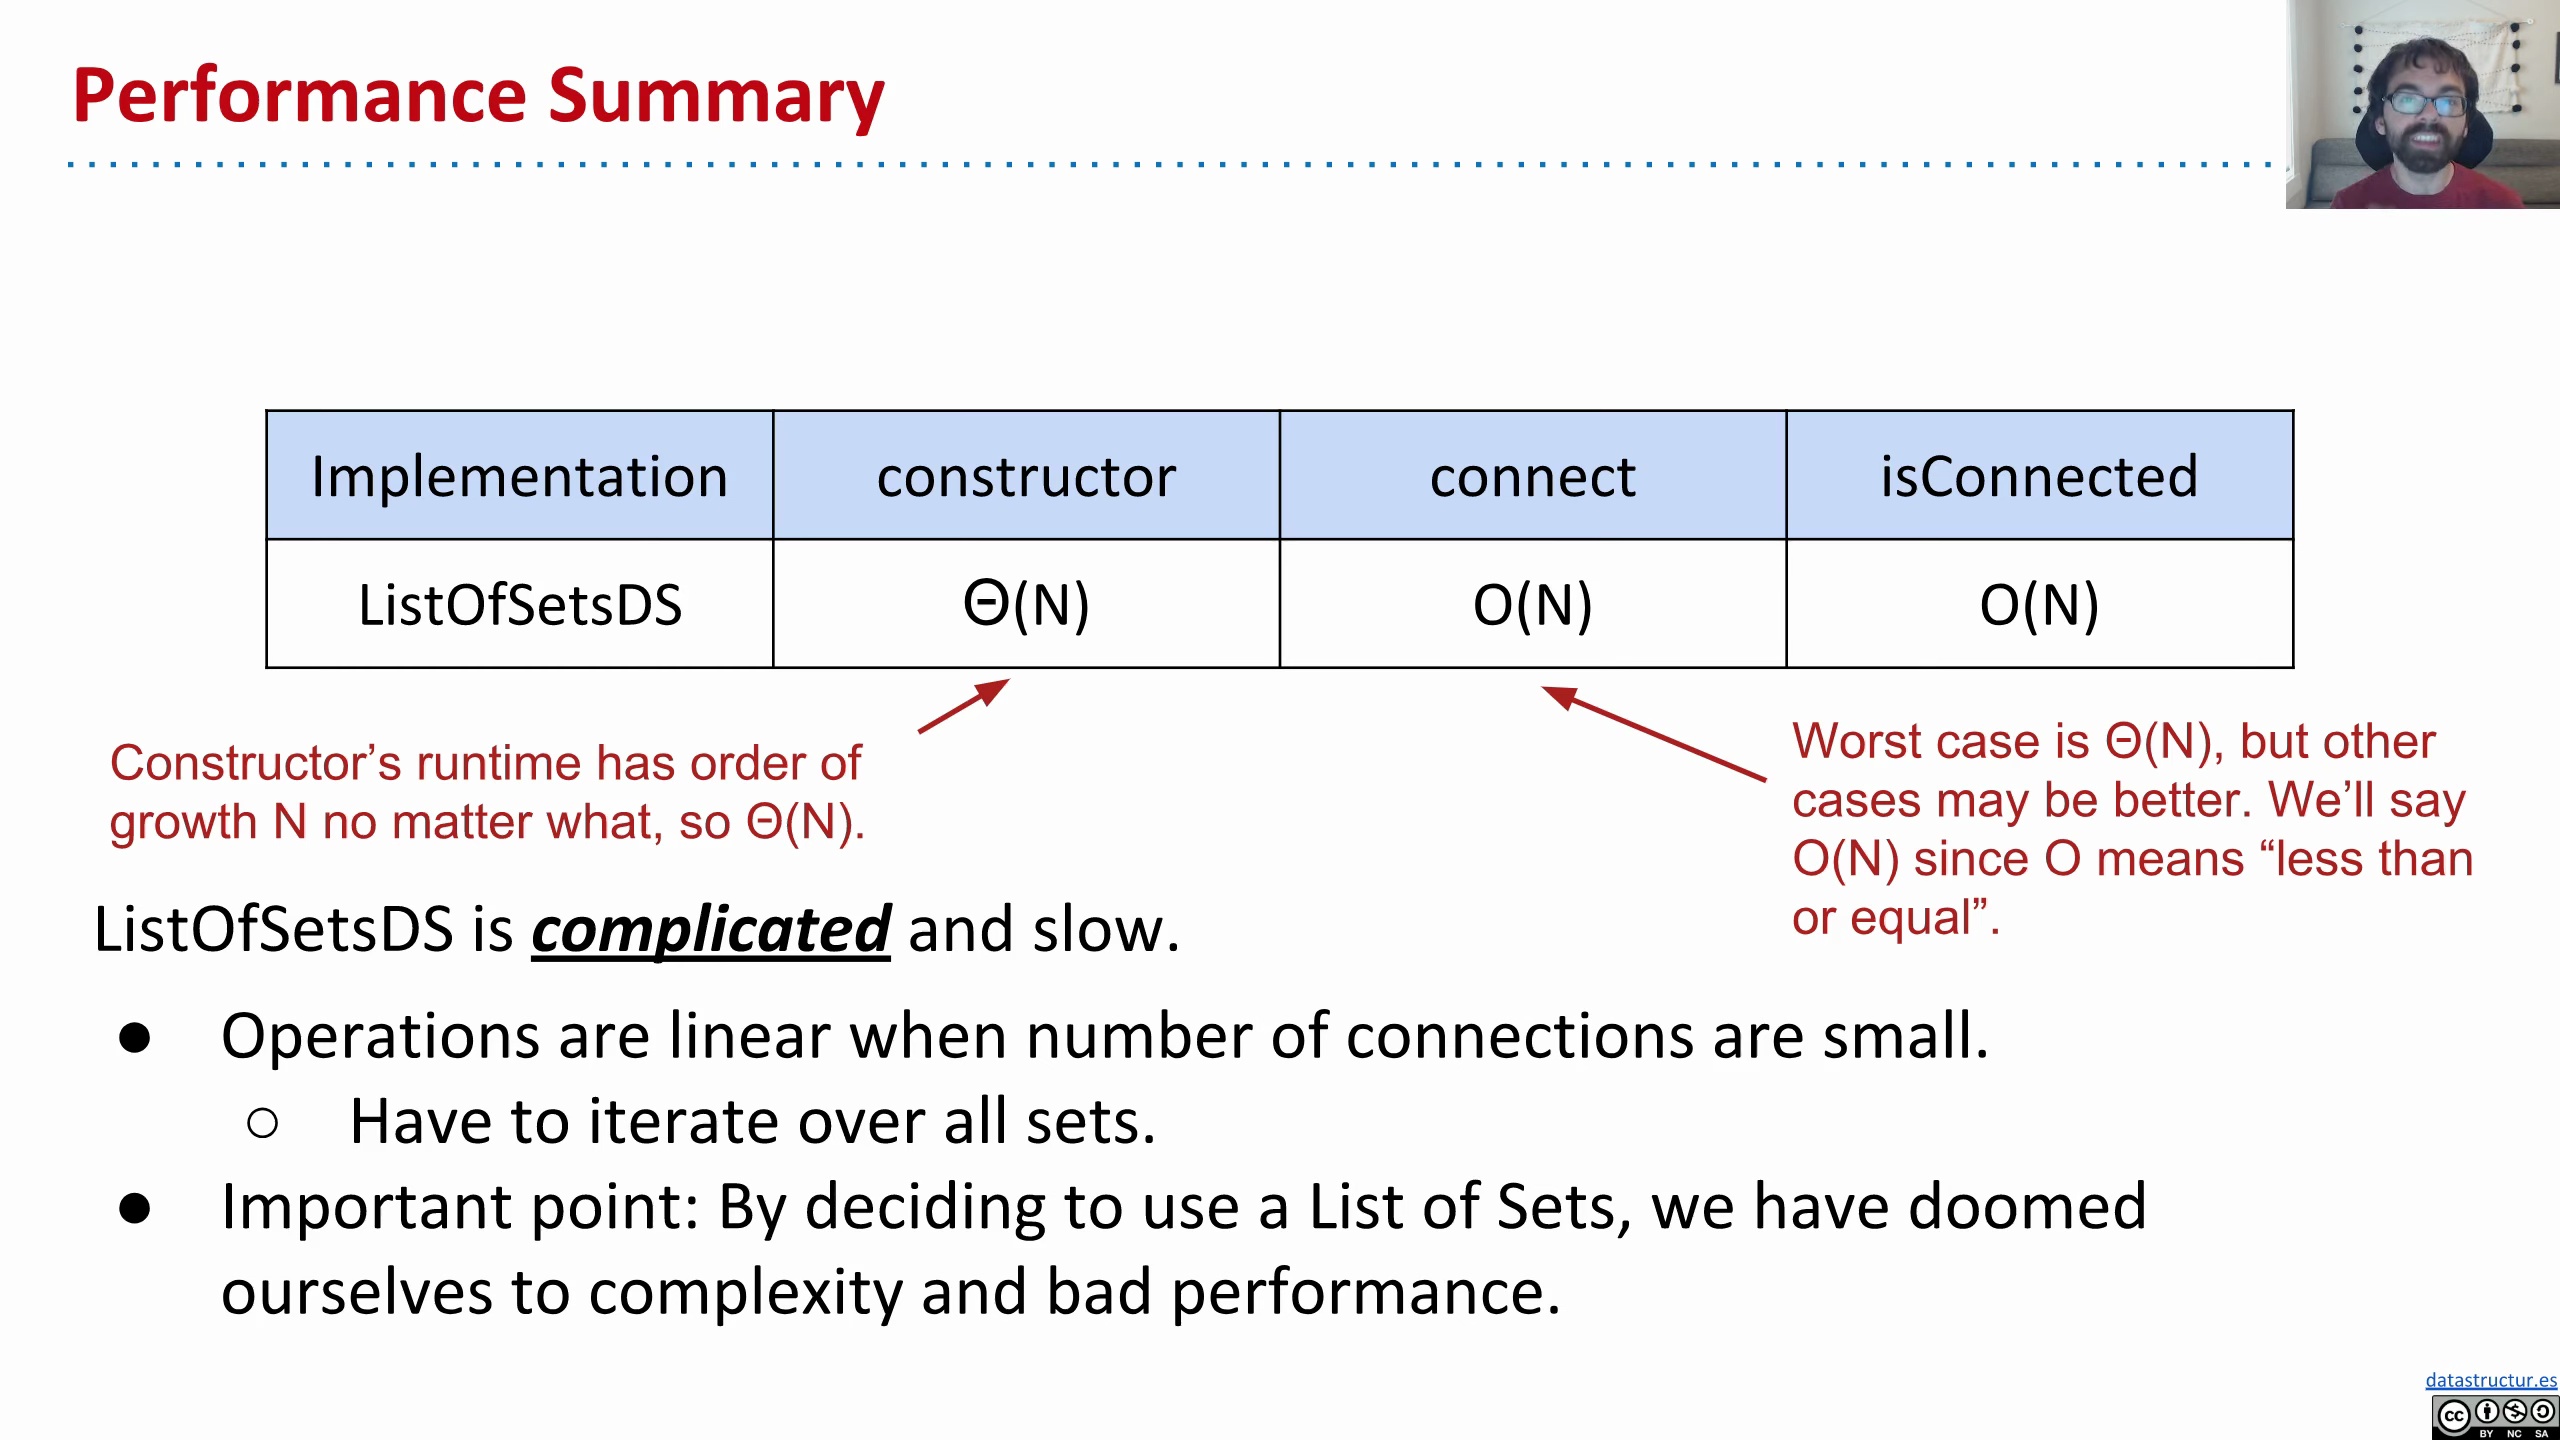 Performance Summary
Implementation constructor connect isConnected
ListOfSetsDS Θ(N) O(N) O(N)
Constructor’s runtime has order of
growth N no matter what, so Θ(N).
Worst case is Θ(N), but other
cases may be better. We’ll say
O(N) since O means “less than
or equal”.
ListOfSetsDS is complicated and slow.
● Operations are linear when number of connections are small.
○ Have to iterate over all sets.
● Important point: By deciding to use a List of Sets, we have doomed
ourselves to complexity and bad performance.
datastructur.es
cc
BY NC SA